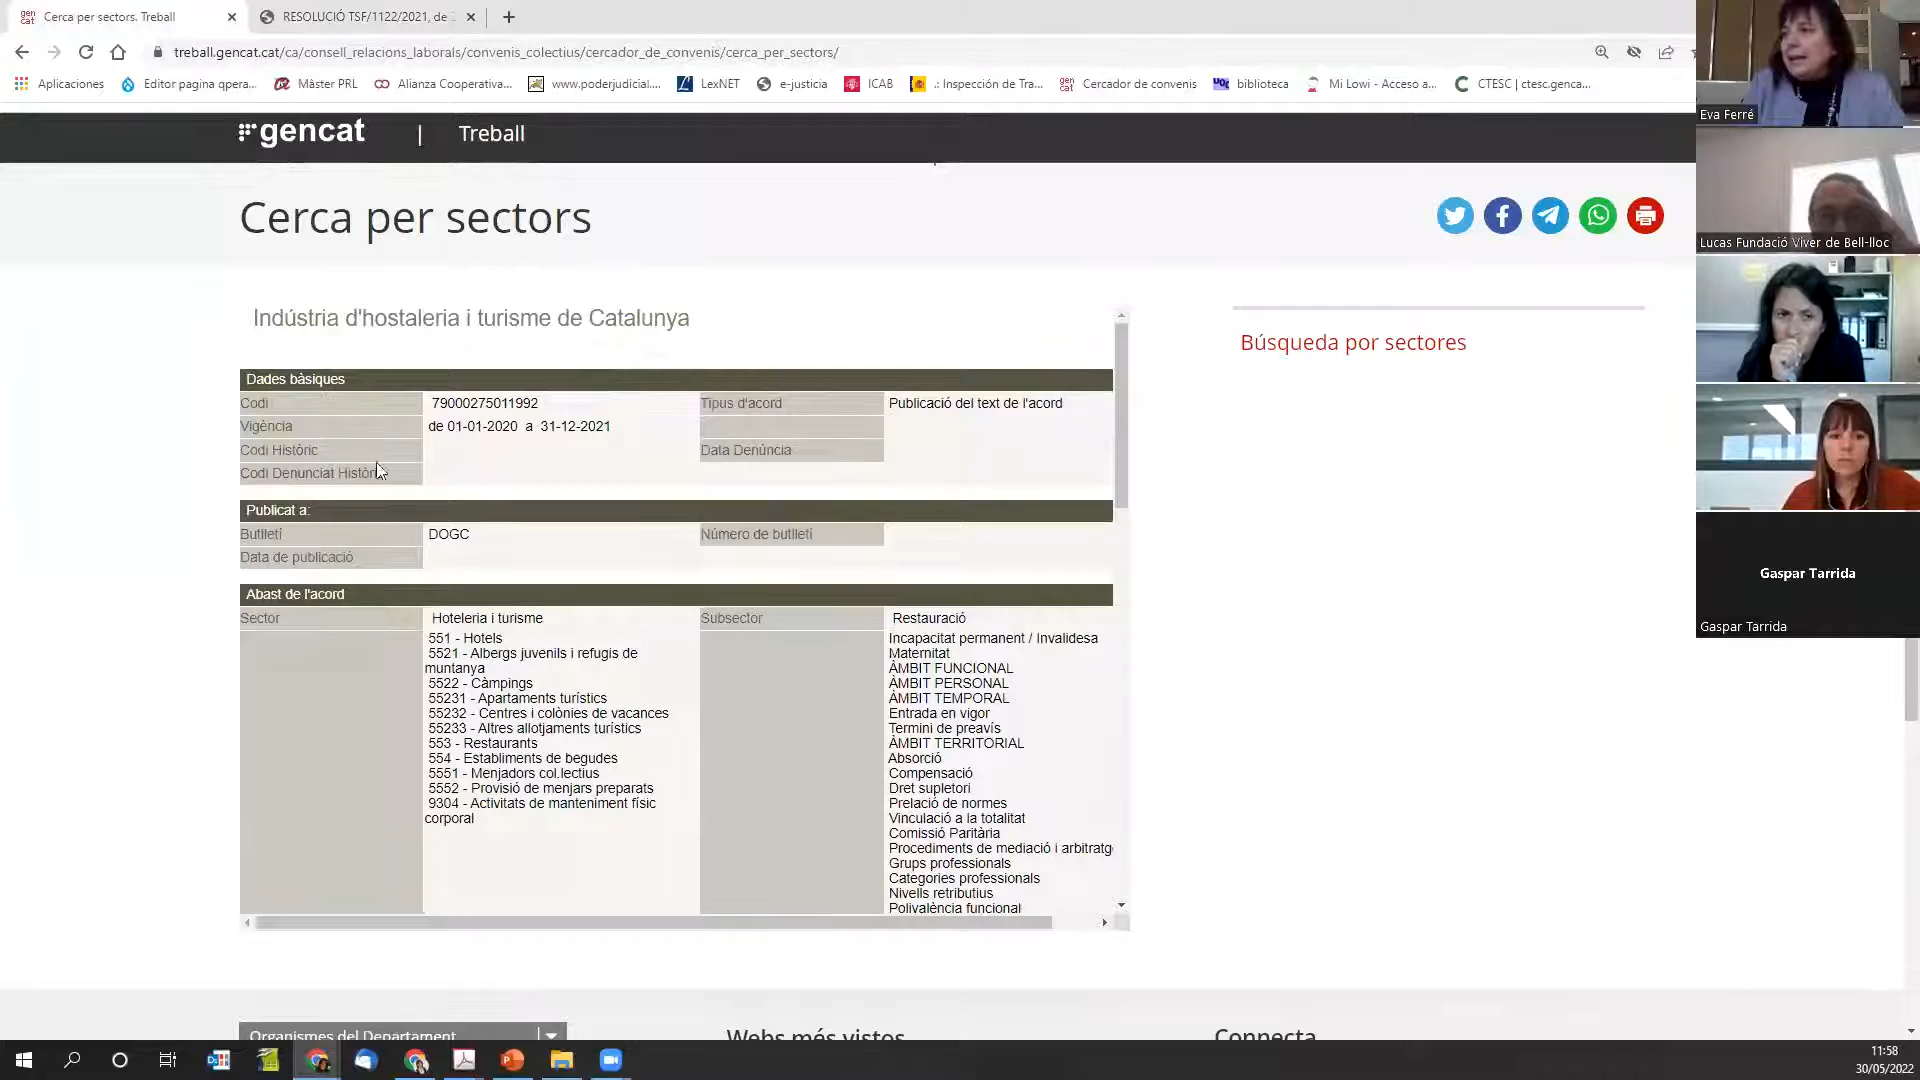 gen cat Cerca per sectors. Treball
RESOLUCIÓ TSF/1122/2021, de
treball.gencat.cat/ca/consell_relacions_laborals/convenis_colectius/cercador_de_convenis/cerca_per_sectors/
Aplicaciones Editor pagina qpera... Màster PRL Alianza Cooperativa... www.poderjudicial.... LexNET e-justicia ICAB .: Inspección de Tra... Cercador de convenis UOC biblioteca Mi Lowi - Acceso a... CTESC | ctesc.genca...
gencat | Treball
Cerca per sectors
Indústria d'hostaleria i turisme de Catalunya
Búsqueda por sectores
Dades bàsiques
Codi 79000275011992 Tipus d'acord Publicació del text de l'acord
Vigència de 01-01-2020 a 31-12-2021
Codi Històric Data Denúncia
Codi Denunciat Històric
Publicat a:
Butlletí DOGC Número de butlletí
Data de publicació
Abast de l'acord
Sector Hoteleria i turisme Subsector Restauració
551 - Hotels
5521 - Albergs juvenils i refugis de
muntanya
5522 - Càmpings
55231 - Apartaments turístics
55232 - Centres i colònies de vacances
55233 - Altres allotjaments turístics
553 - Restaurants
554 - Establiments de begudes
5551 - Menjadors col.lectius
5552 - Provisió de menjars preparats
9304 - Activitats de manteniment físic
corporal
Incapacitat permanent / Invalidesa
Maternitat
ÀMBIT FUNCIONAL
ÀMBIT PERSONAL
ÀMBIT TEMPORAL
Entrada en vigor
Termini de preavís
ÀMBIT TERRITORIAL
Absorció
Compensació
Dret supletori
Prelació de normes
Vinculació a la totalitat
Comissió Paritària
Procediments de mediació i arbitratg
Grups professionals
Categories professionals
Nivells retributius
Polivalència funcional
Organismes del Departament
Webs més vistos
Connecta
Eva Ferré
Lucas Fundació Viver de Bell-lloc
Gaspar Tarrida
Gaspar Tarrida
11:58
30/05/2022